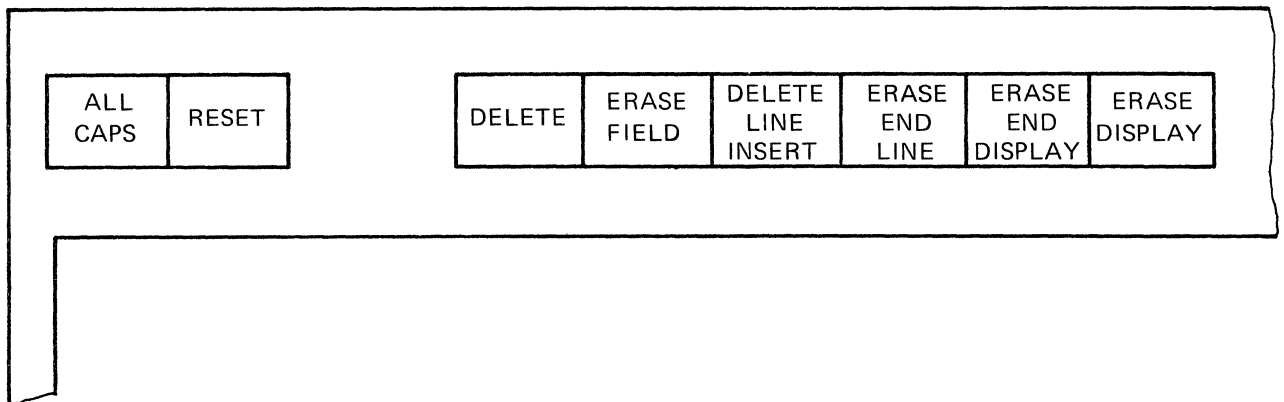 ALL
CAPS
RESET
DELETE
ERASE
FIELD
DELETE
LINE
INSERT
ERASE
END
LINE
ERASE
END
DISPLAY
ERASE
DISPLAY